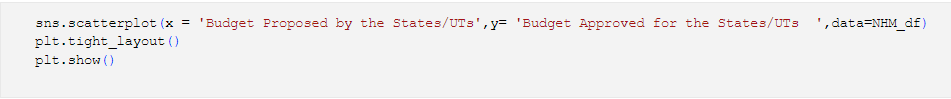 sns.scatterplot(x = 'Budget Proposed by the States/UTs',y= 'Budget Approved for the States/UTs  ',data=NHM_df)
plt.tight_layout()
plt.show()